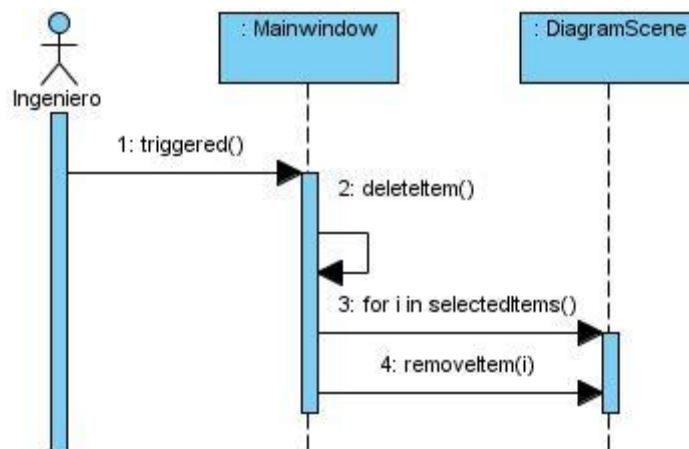 : Mainwindow
: DiagramScene
Ingeniero
1: triggered()
2: deleteItem()
3: for i in selectedItems()
4: removeItem(i)